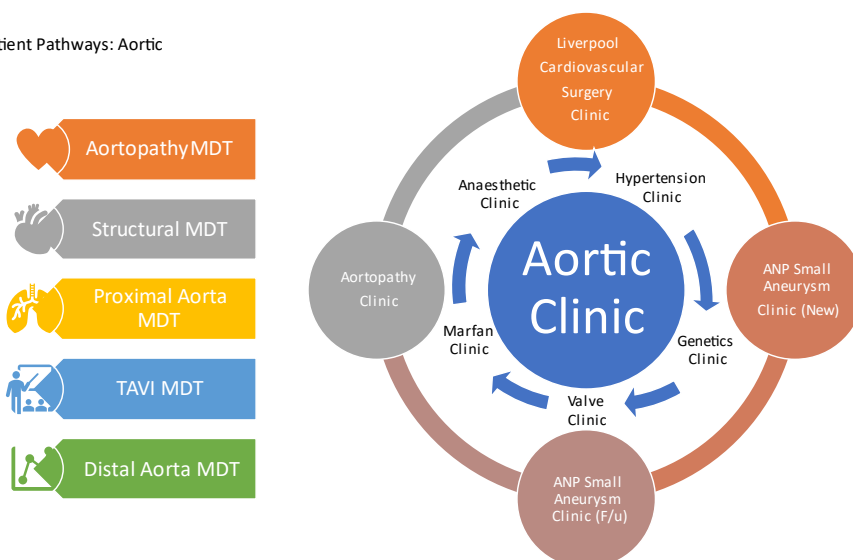 tient Pathways: Aortic
Aortopathy MDT
Structural MDT
Proximal Aorta
MDT
TAVI MDT
Distal Aorta MDT
Liverpool
Cardiovascular
Surgery
Clinic
Anaesthetic
Clinic
Hypertension
Clinic
Aortic
Clinic
Aortopathy
Clinic
ANP Small
Aneurysm
Clinic (New)
Marfan
Clinic
Genetics
Clinic
Valve
Clinic
ANP Small
Aneurysm
Clinic (F/u)